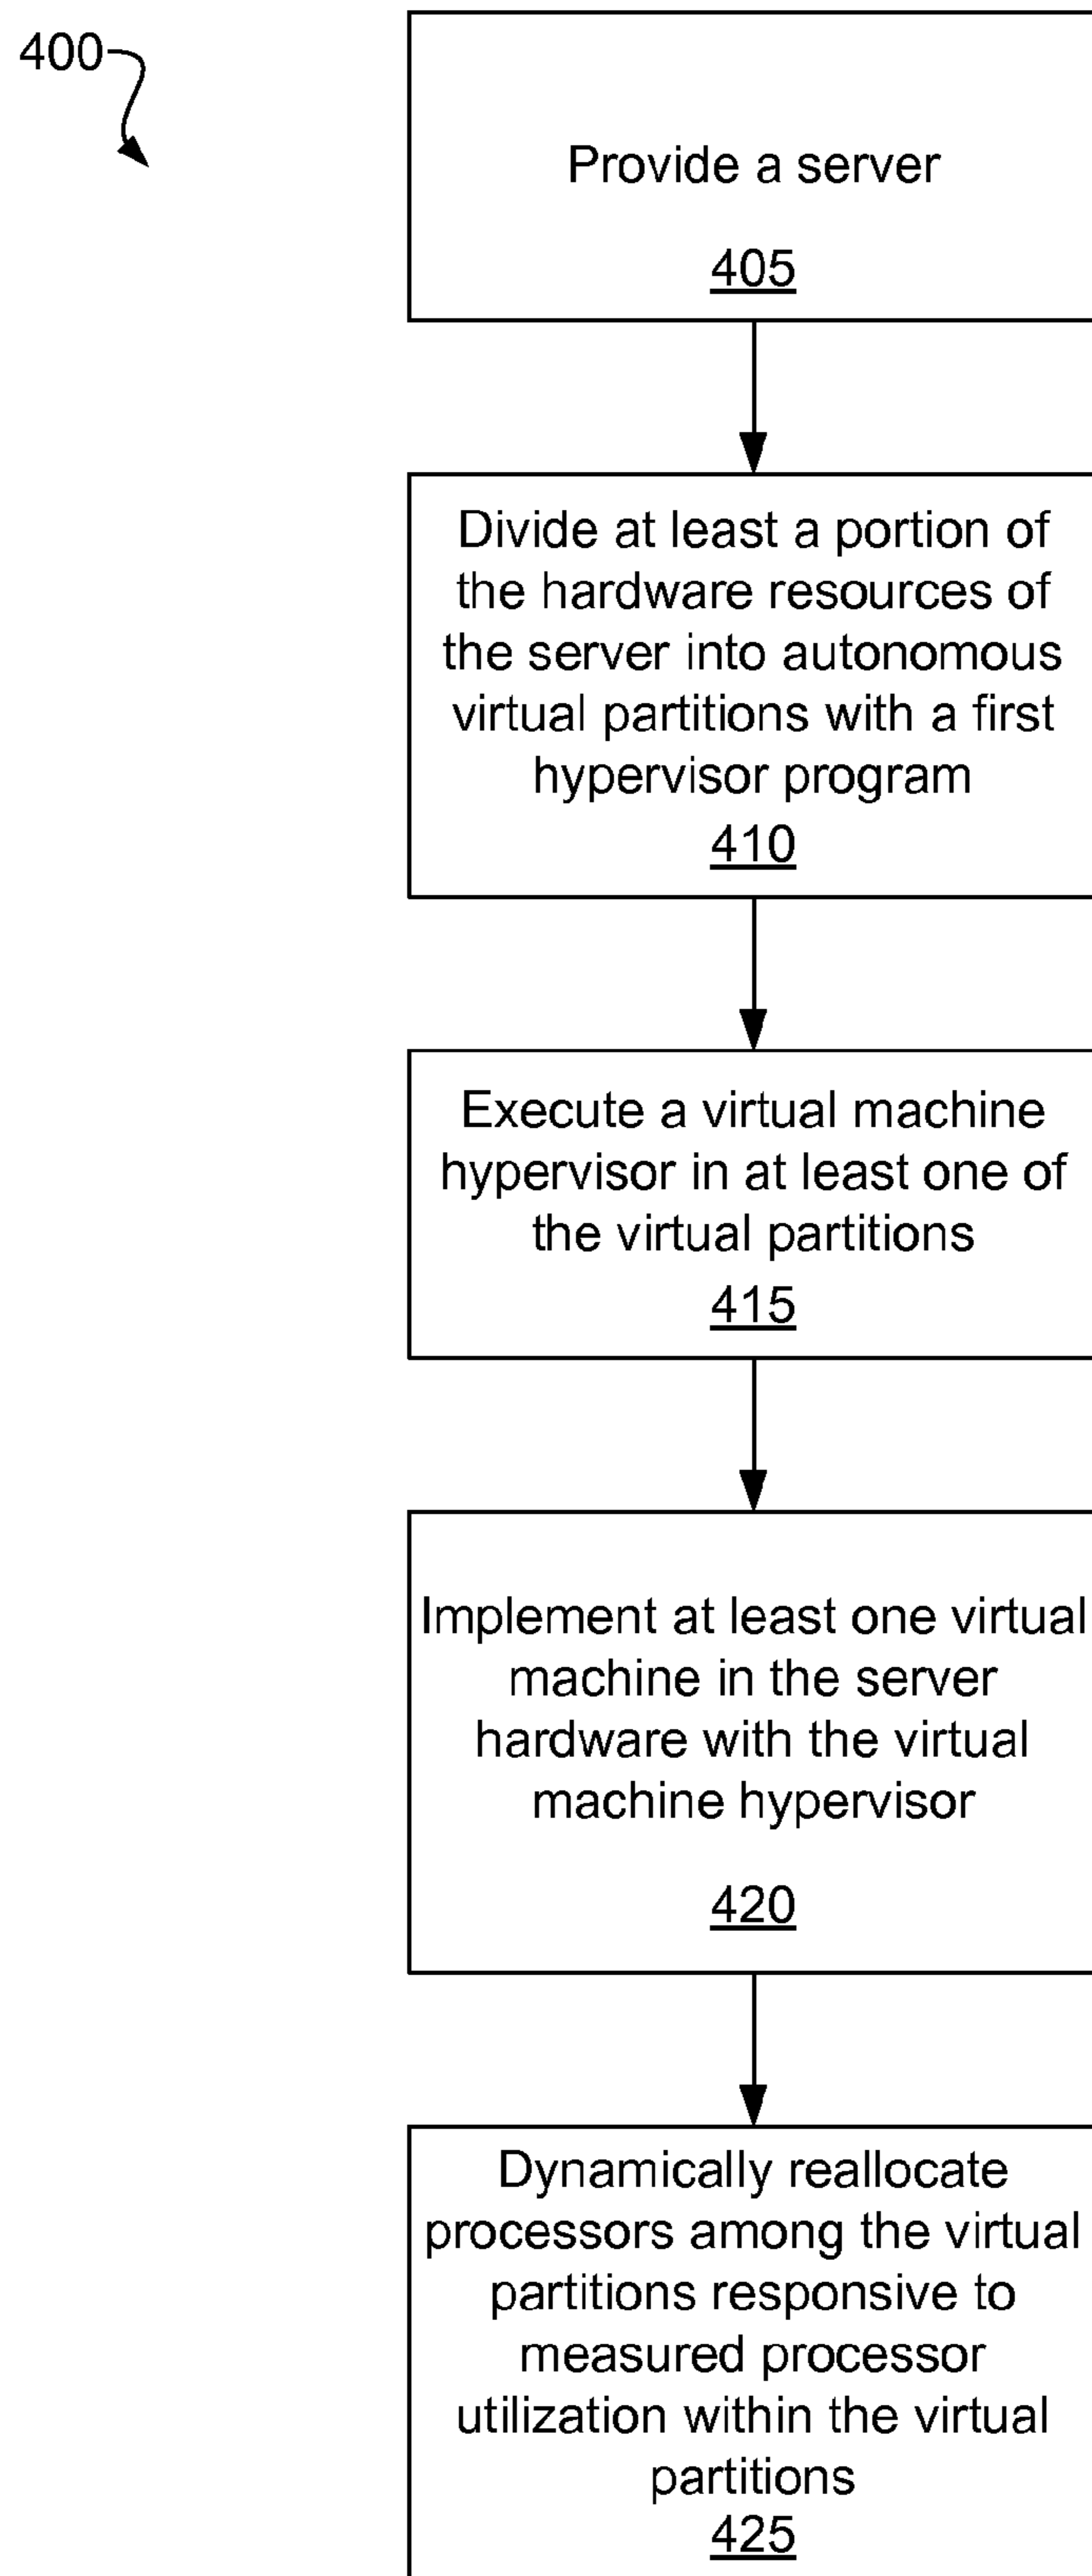 400
Provide a server
405
Divide at least a portion of
the hardware resources of
the server into autonomous
virtual partitions with a first
hypervisor program
410
Execute a virtual machine
hypervisor in at least one of
the virtual partitions
415
Implement at least one virtual
machine in the server
hardware with the virtual
machine hypervisor
420
Dynamically reallocate
processors among the virtual
partitions responsive to
measured processor
utilization within the virtual
partitions
425